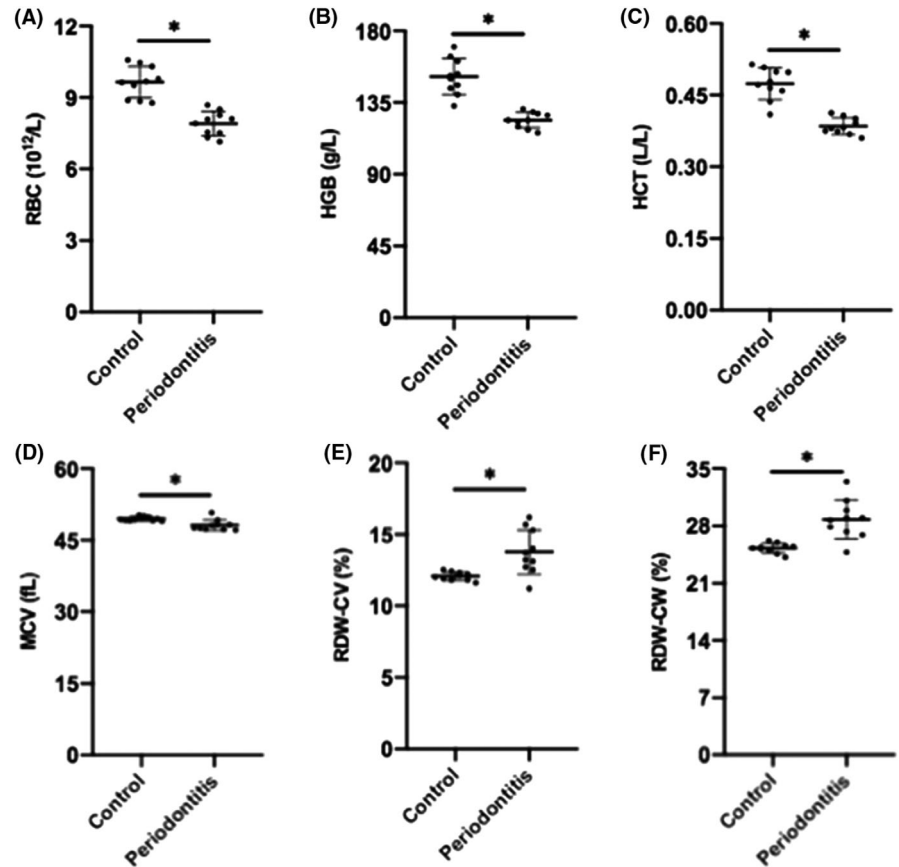 (A)
*
12
9
6
3
0
RBC (10¹²/L)
Control
Periodontitis
(B)
*
180
135
90
45
0
HGB (g/L)
Control
Periodontitis
(C)
*
0.60
0.45
0.30
0.15
0.00
HCT (L/L)
Control
Periodontitis
(D)
*
60
45
30
15
0
MCV (fL)
Control
Periodontitis
(E)
*
20
15
10
5
0
RDW-CV (%)
Control
Periodontitis
(F)
*
35
28
21
14
7
0
RDW-CW (%)
Control
Periodontitis